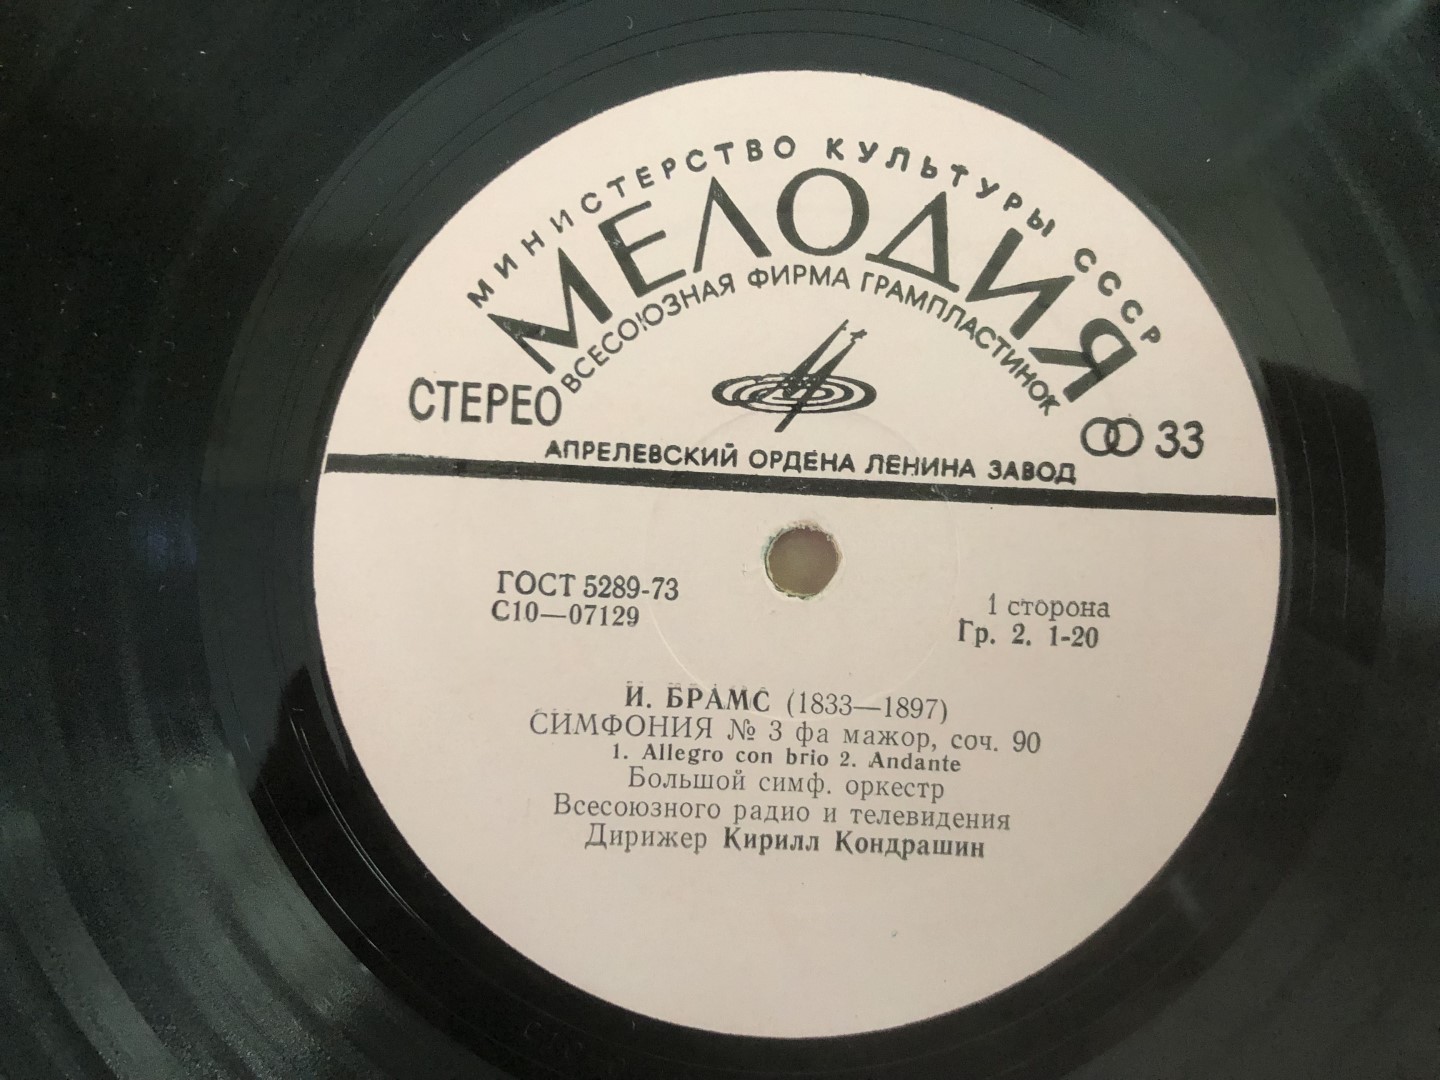 МИНИСТЕРСТВО КУЛЬТУРЫ СССР
МЕЛОДИЯ
ВСЕСОЮЗНАЯ ФИРМА ГРАМПЛАСТИНОК
СТЕРЕО
33
АПРЕЛЕВСКИЙ ОРДЕНА ЛЕНИНА ЗАВОД
ГОСТ 5289-73
С10—07129
1 сторона
Гр. 2. 1-20
И. БРАМС (1833—1897)
СИМФОНИЯ № 3 фа мажор, соч. 90
1. Allegro con brio 2. Andante
Большой симф. оркестр
Всесоюзного радио и телевидения
Дирижер Кирилл Кондрашин